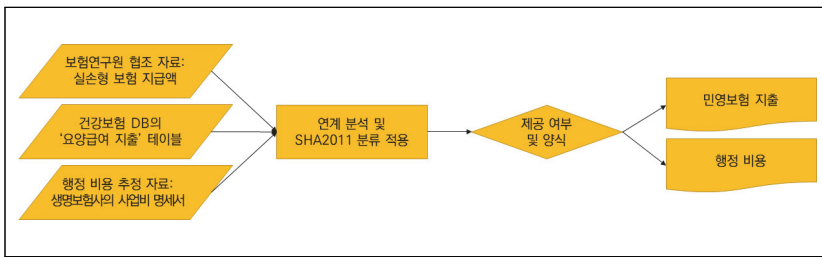 보험연구원 협조 자료:
실손형 보험 지급액
건강보험 DB의
‘요양급여 지출’ 테이블
행정 비용 추정 자료:
생명보험사의 사업비 명세서
연계 분석 및
SHA2011 분류 적용
제공 여부
및 양식
민영보험 지출
행정 비용